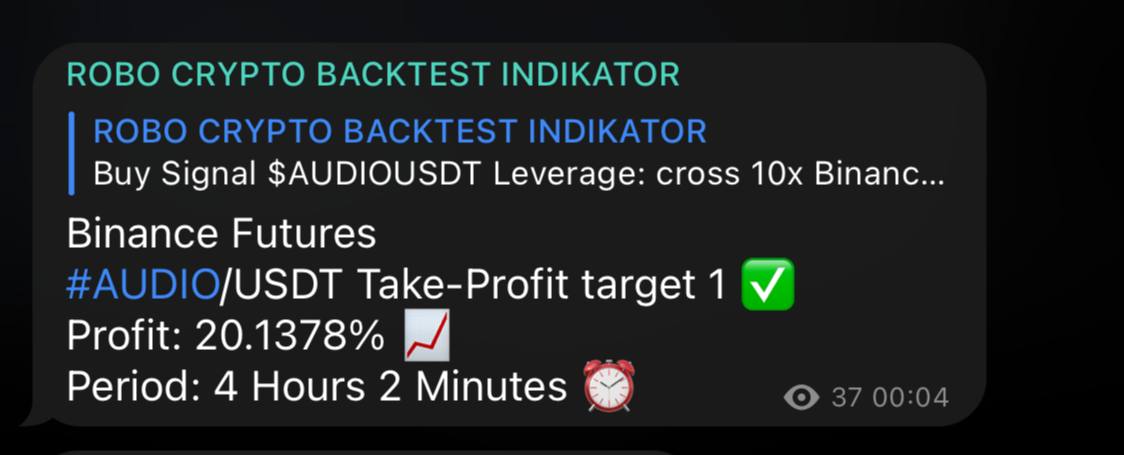 ROBO CRYPTO BACKTEST INDIKATOR
ROBO CRYPTO BACKTEST INDIKATOR
Buy Signal $AUDIOUSDT Leverage: cross 10x Binanc...
Binance Futures
#AUDIO/USDT Take-Profit target 1 ✅
Profit: 20.1378% 📈
Period: 4 Hours 2 Minutes ⏰
37 00:04